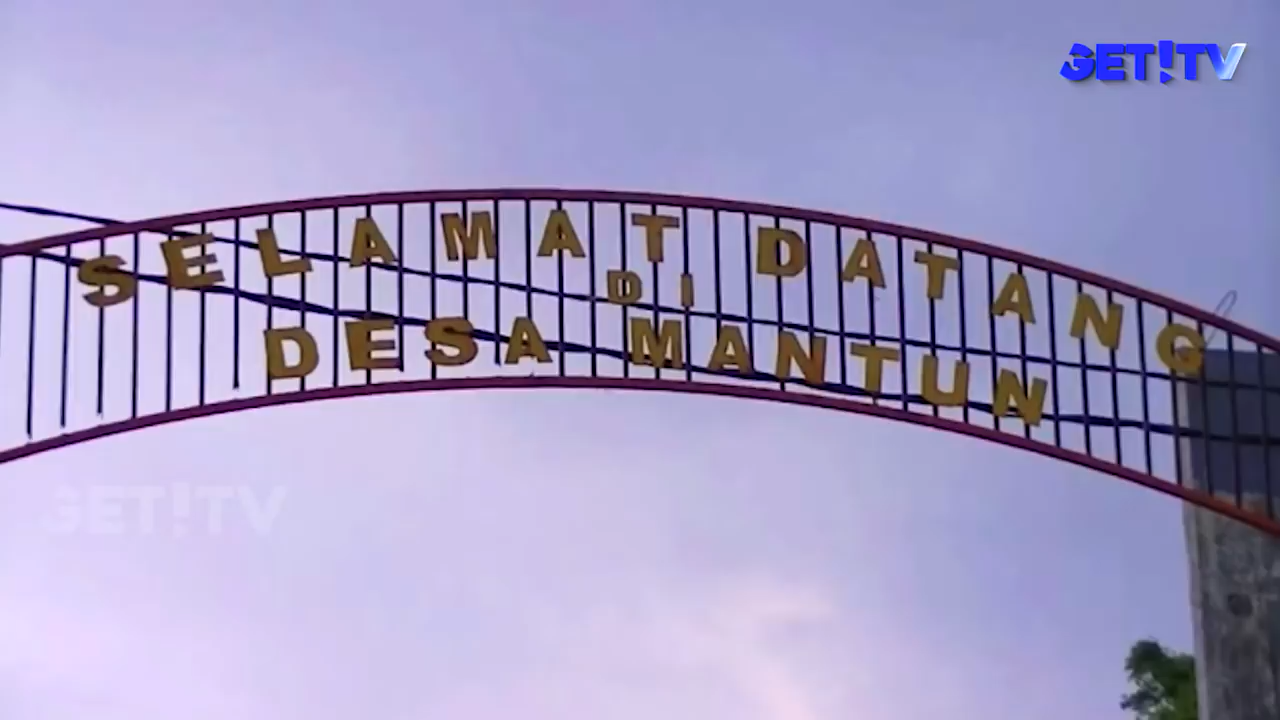 GET!TV
SELAMAT DATANG
DI
DESA MANTUN
GET!TV